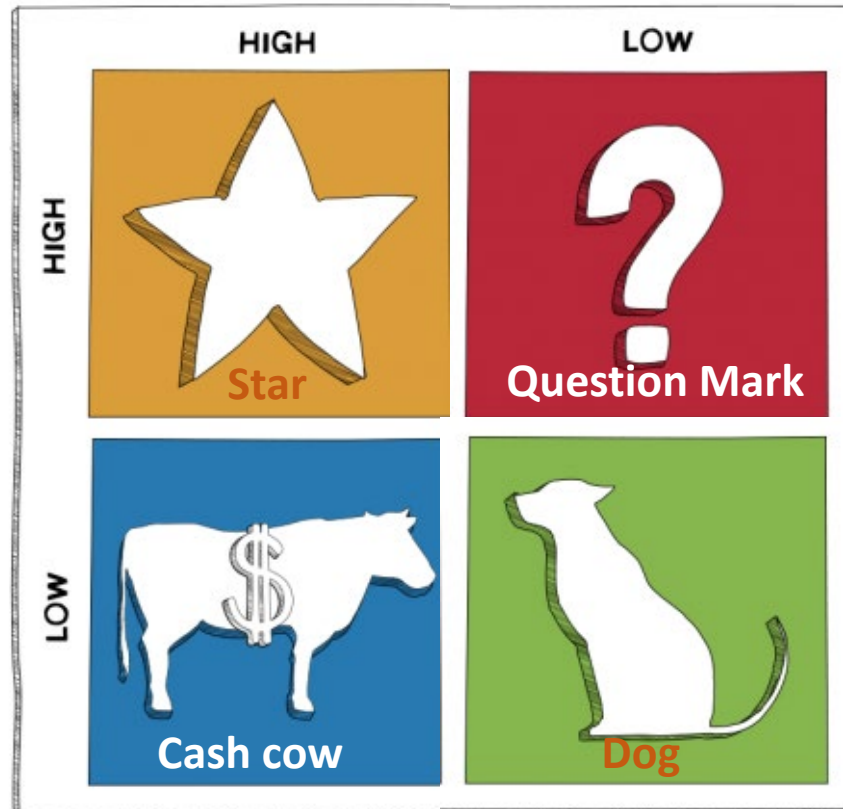 HIGH
LOW
HIGH
Star
Question Mark
LOW
$
Cash cow
Dog